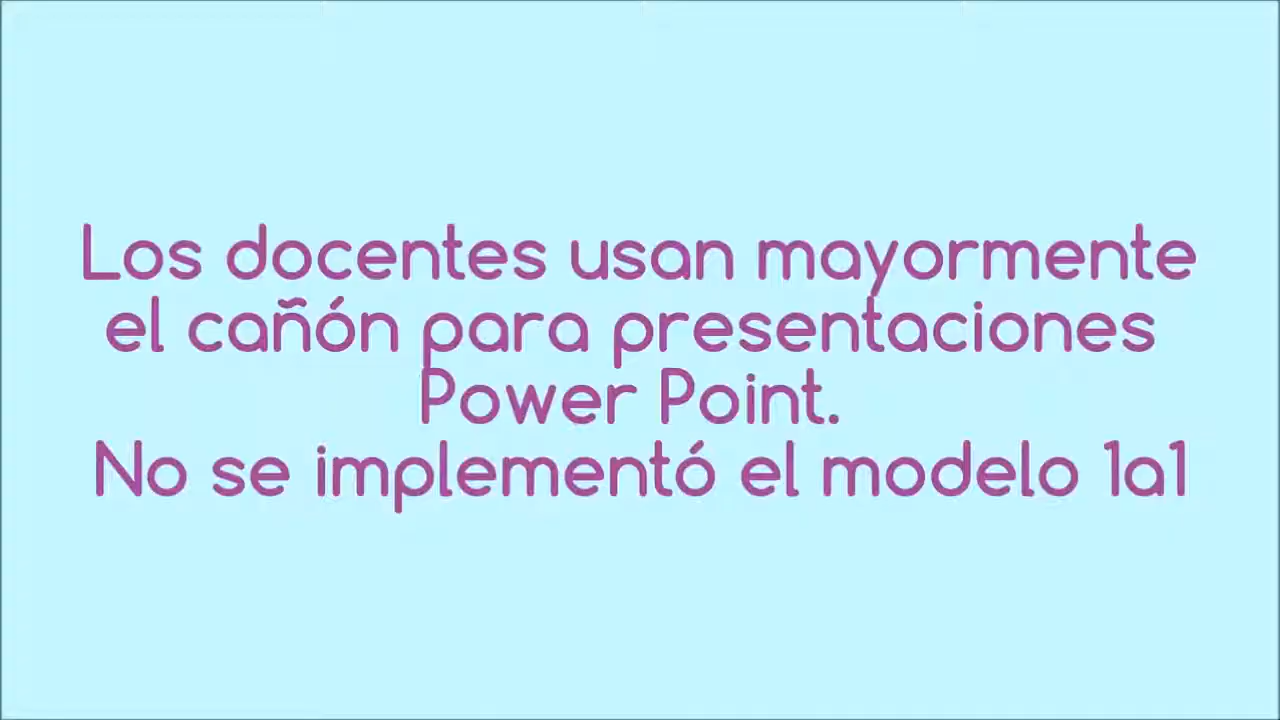 Los docentes usan mayormente
el cañón para presentaciones
Power Point.
No se implementó el modelo 1a1